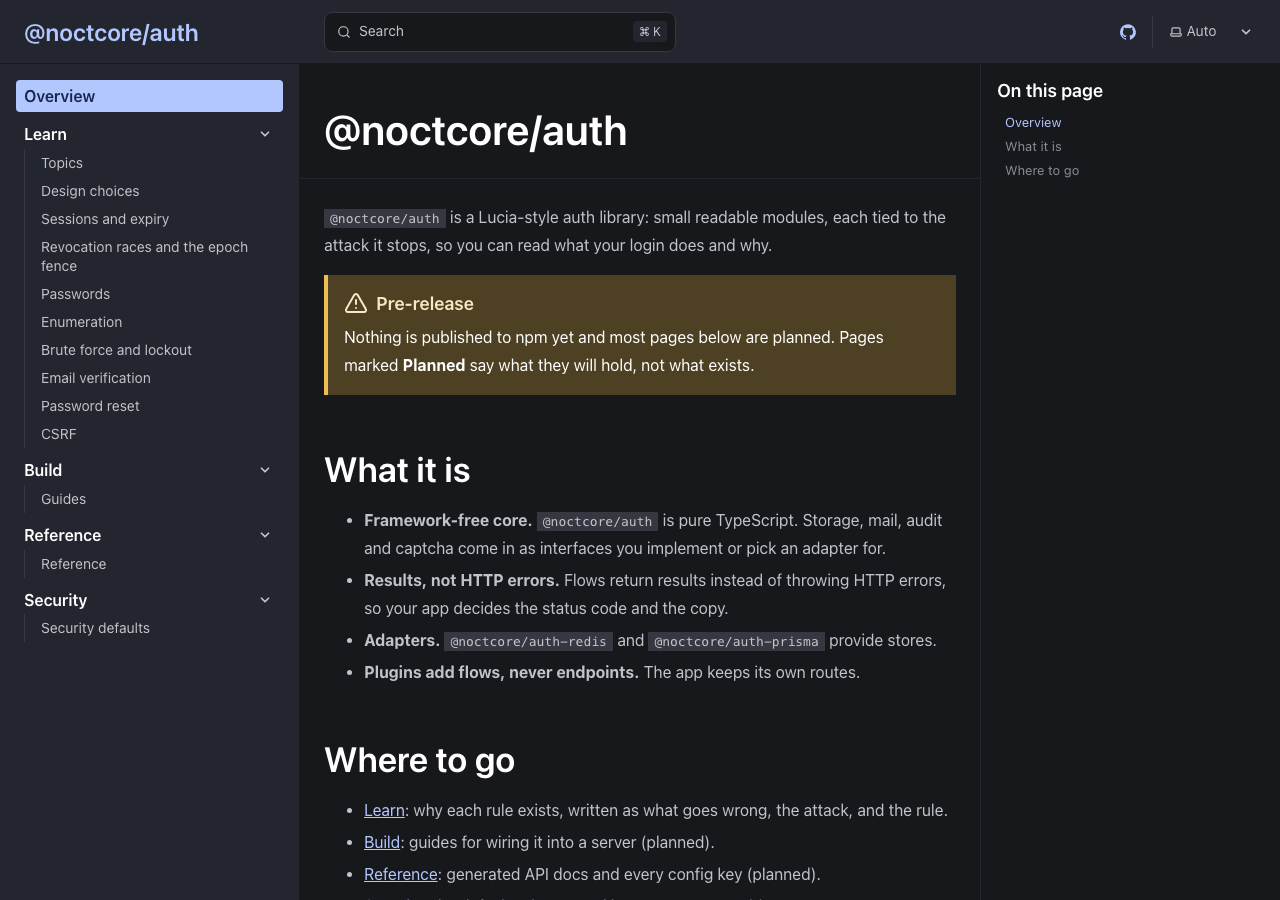 @noctcore/auth
Search
⌘ K
Auto
Overview
Learn
Topics
Design choices
Sessions and expiry
Revocation races and the epoch
fence
Passwords
Enumeration
Brute force and lockout
Email verification
Password reset
CSRF
Build
Guides
Reference
Reference
Security
Security defaults
@noctcore/auth
@noctcore/auth is a Lucia-style auth library: small readable modules, each tied to the
attack it stops, so you can read what your login does and why.
Pre-release
Nothing is published to npm yet and most pages below are planned. Pages
marked Planned say what they will hold, not what exists.
What it is
Framework-free core. @noctcore/auth is pure TypeScript. Storage, mail, audit
and captcha come in as interfaces you implement or pick an adapter for.
Results, not HTTP errors. Flows return results instead of throwing HTTP errors,
so your app decides the status code and the copy.
Adapters. @noctcore/auth-redis and @noctcore/auth-prisma provide stores.
Plugins add flows, never endpoints. The app keeps its own routes.
Where to go
Learn: why each rule exists, written as what goes wrong, the attack, and the rule.
Build: guides for wiring it into a server (planned).
Reference: generated API docs and every config key (planned).
On this page
Overview
What it is
Where to go